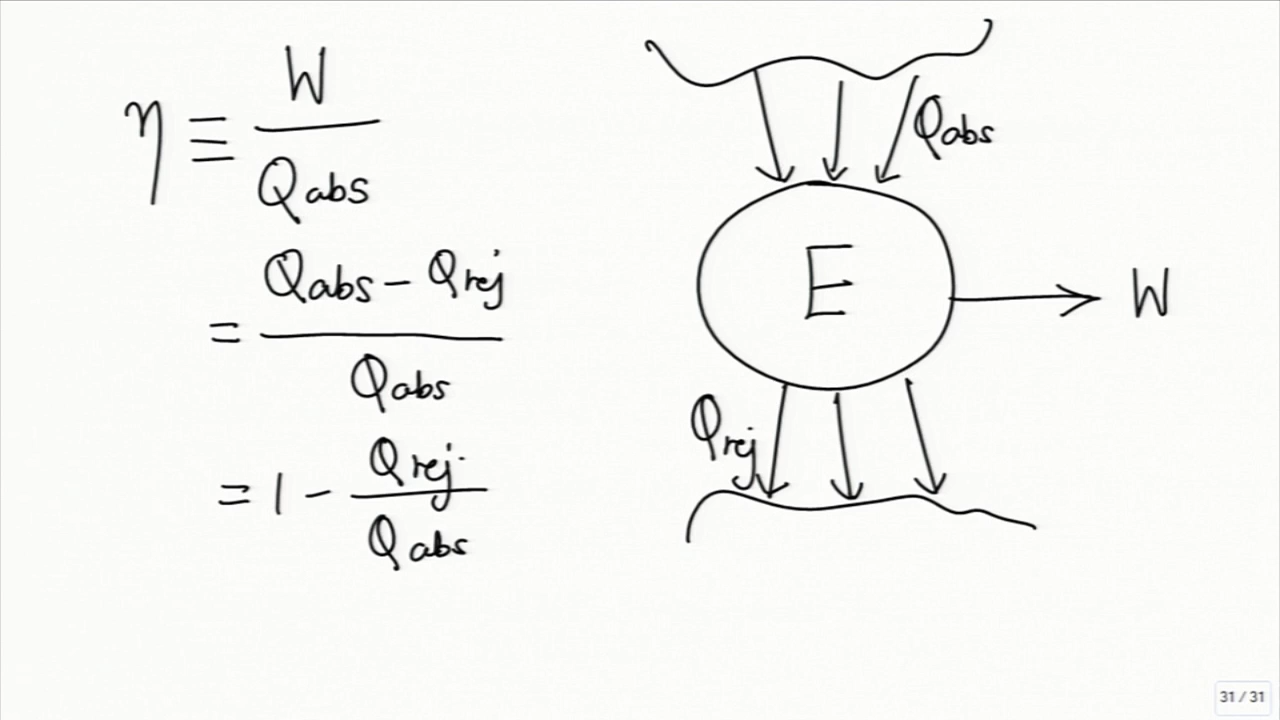 η ≡ W / Qabs
= Qabs - Qrej / Qabs
= 1 - Qrej / Qabs
Qabs
E
W
Qrej
31 / 31